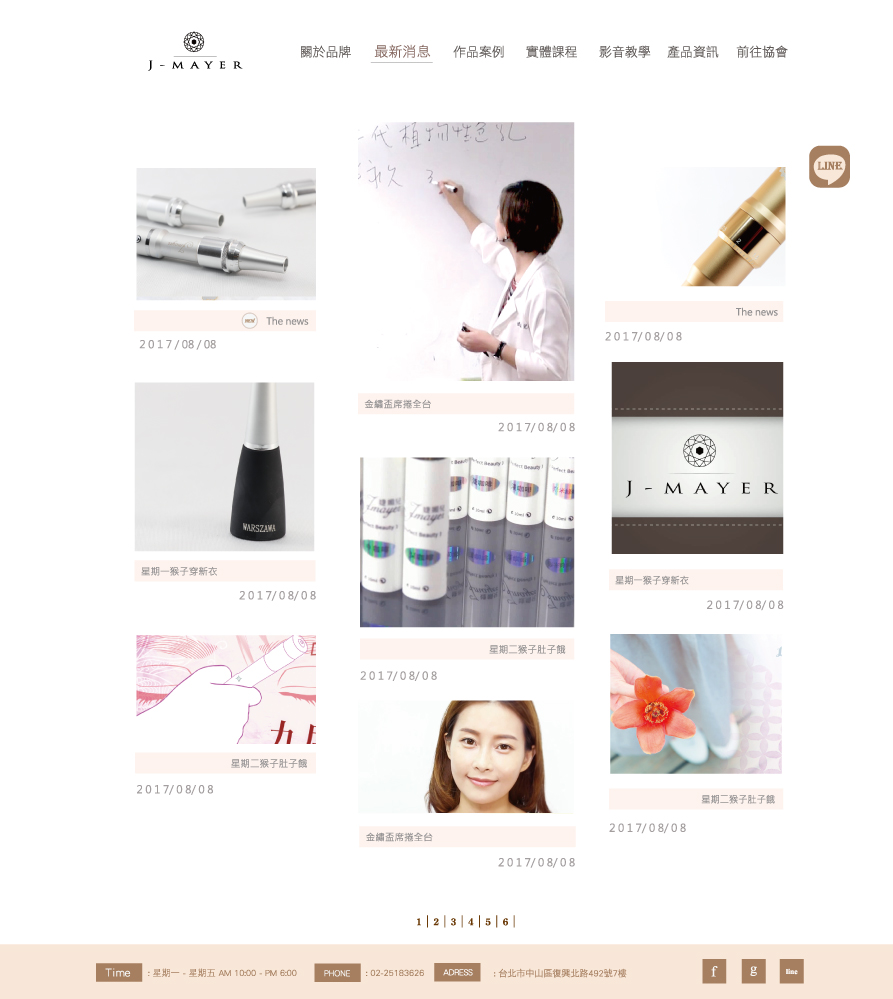 J - MAYER
關於品牌
最新消息
作品案例
實體課程
影音教學
產品資訊
前往協會
LINE
代植物性色乳
The news
2017/08/08
WARSZAWA
星期一猴子穿新衣
2017/08/08
星期二猴子肚子餓
2017/08/08
金繡盃席捲全台
2017/08/08
星期二猴子肚子餓
2017/08/08
金繡盃席捲全台
2017/08/08
2
The news
2017/08/08
J - MAYER
星期一猴子穿新衣
2017/08/08
星期二猴子肚子餓
2017/08/08
1 | 2 | 3 | 4 | 5 | 6 |
Time : 星期一 - 星期五 AM 10:00 - PM 6:00
PHONE : 02-25183626
ADRESS : 台北市中山區復興北路492號7樓
f
g
line